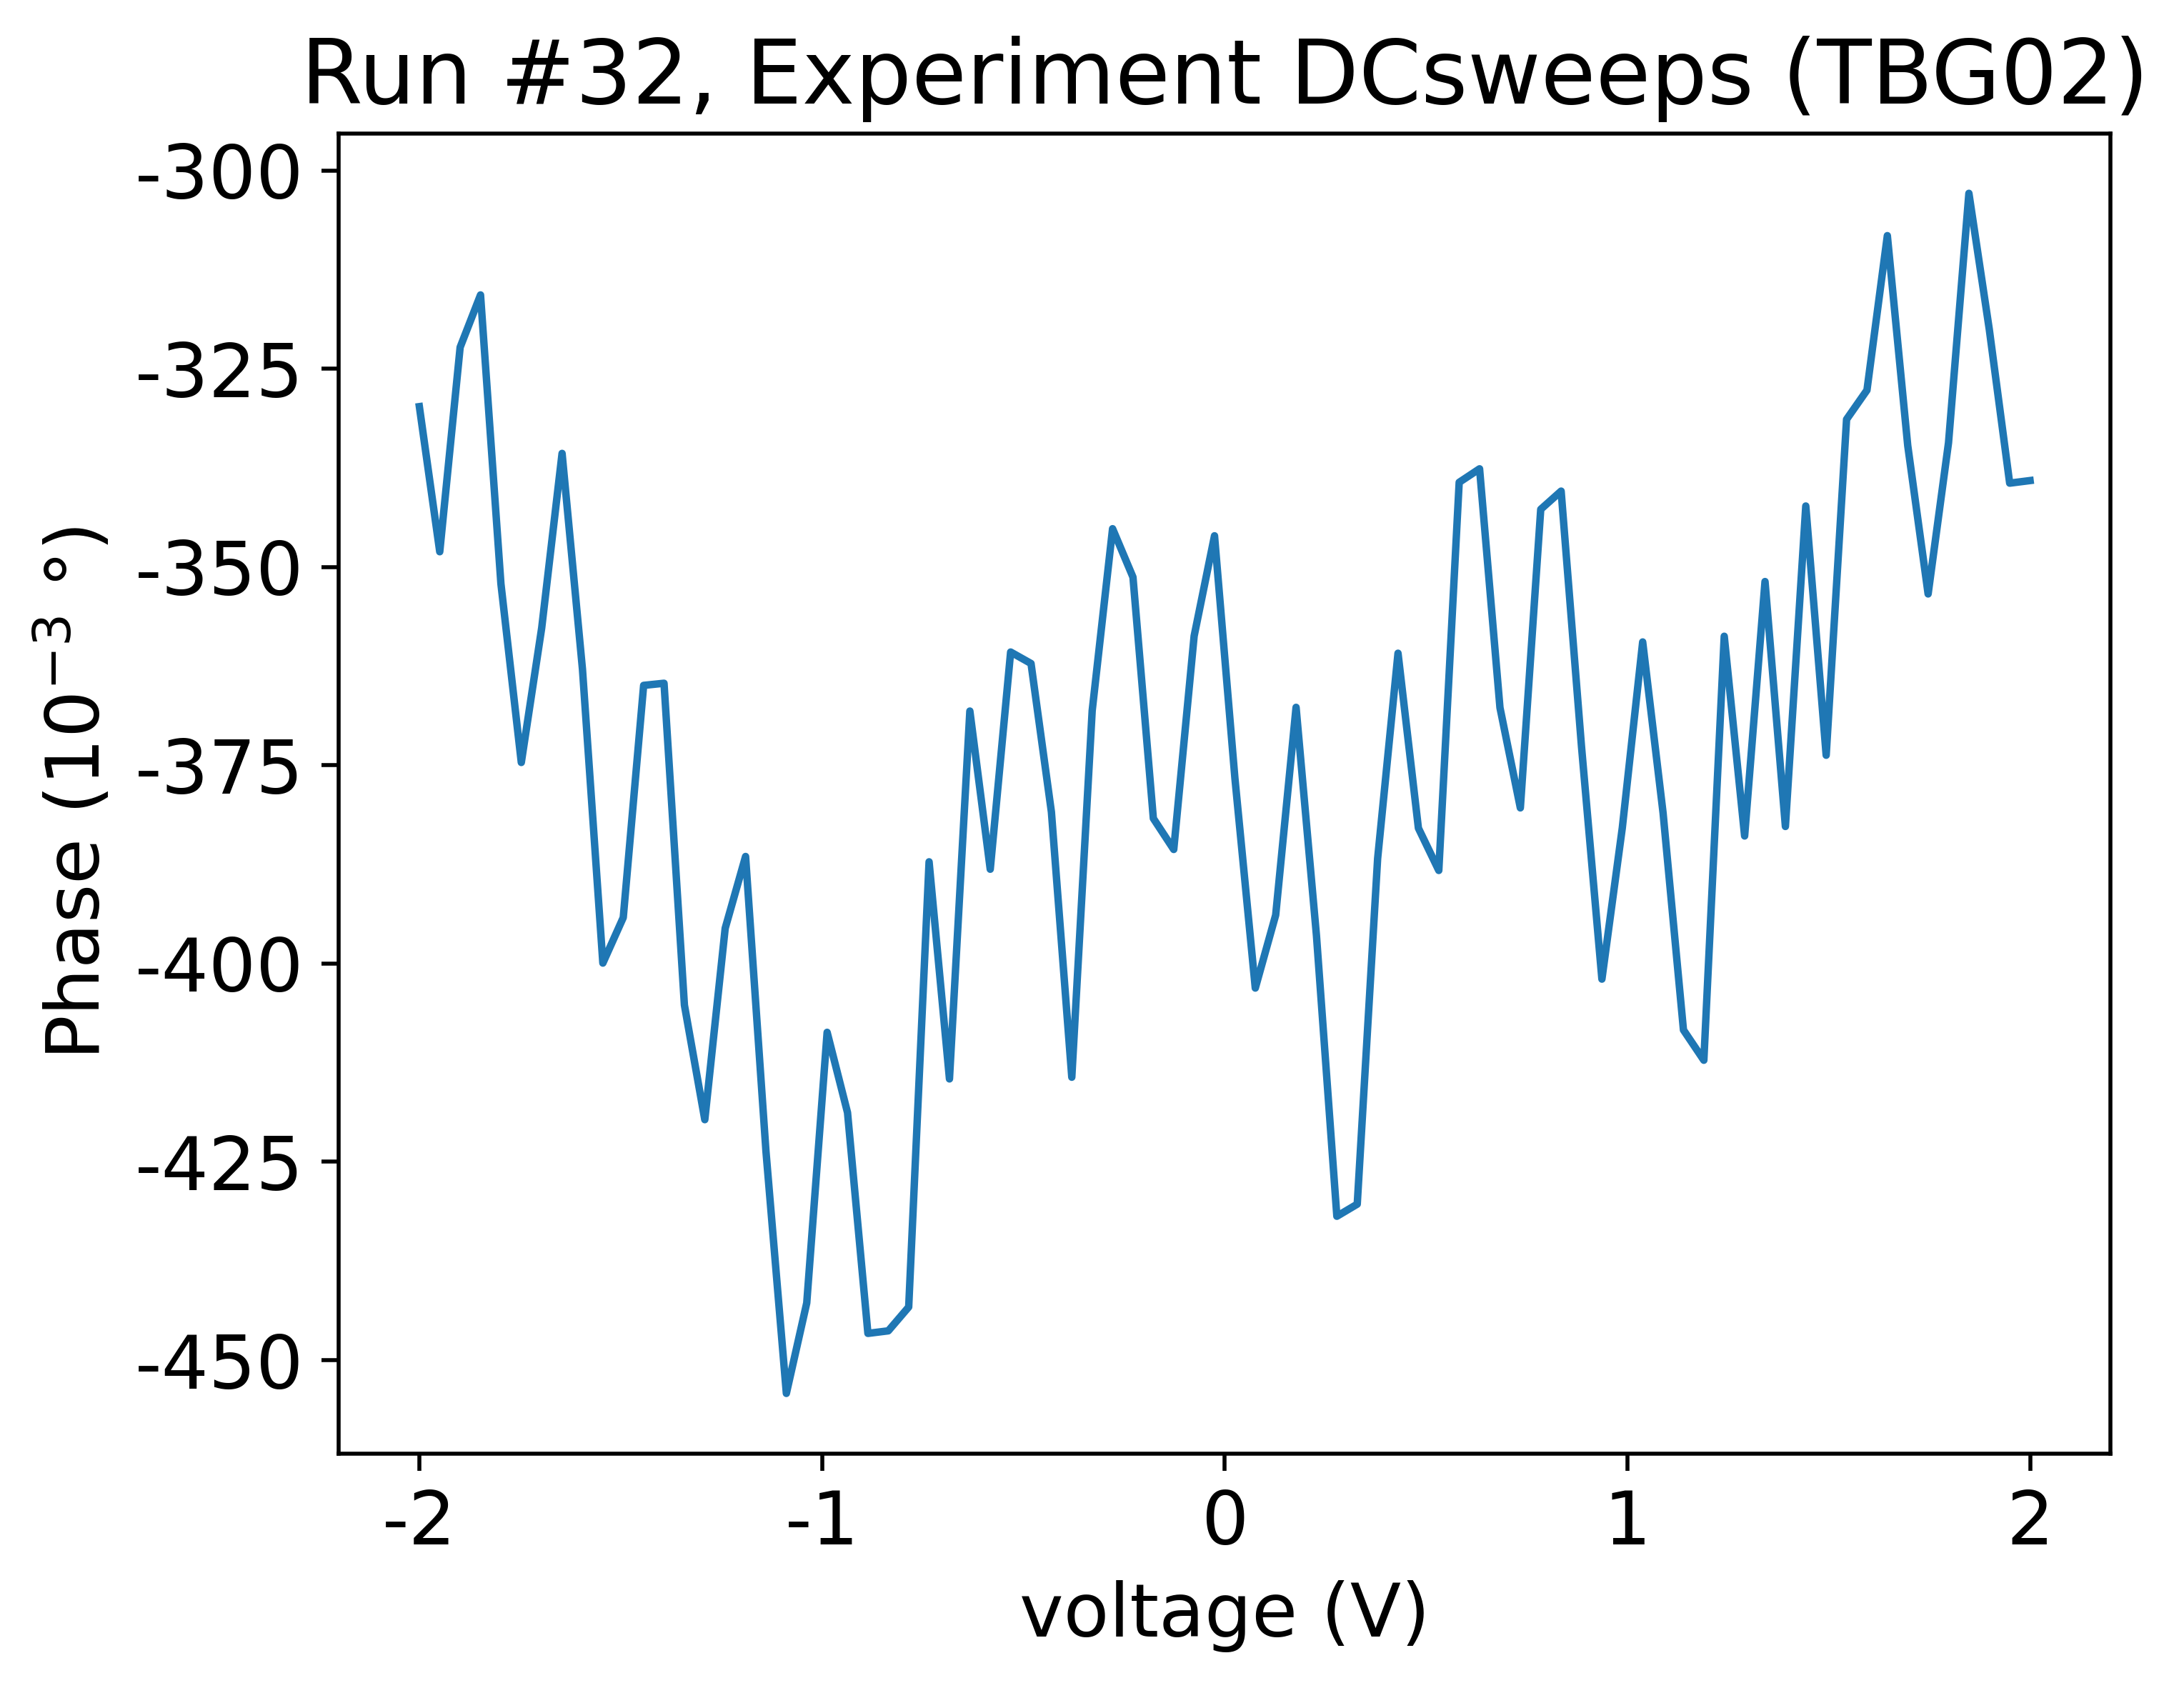 Run #32, Experiment DCsweeps (TBG02)
-300
-325
-350
-375
-400
-425
-450
Phase (10⁻³ °)
-2 -1 0 1 2
voltage (V)